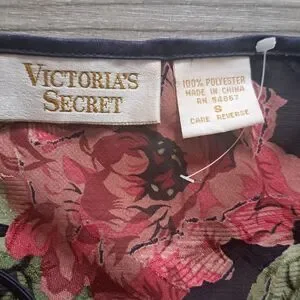 VICTORIA'S
SECRET
100% POLYESTER
MADE IN CHINA
RN 54867
S
CARE REVERSE